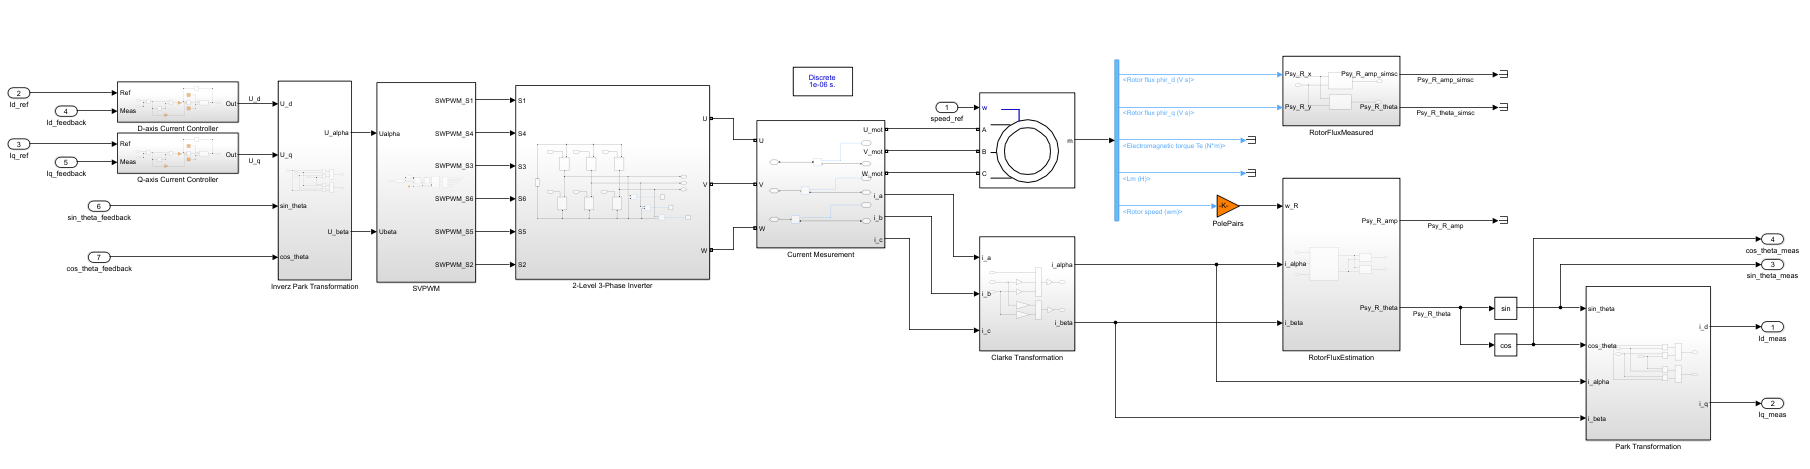 2
Id_ref
4
Id_feedback
3
Iq_ref
5
Iq_feedback
6
sin_theta_feedback
7
cos_theta_feedback
Ref
Meas
Out
D-axis Current Controller
U_d
Ref
Meas
Out
Q-axis Current Controller
U_q
U_d
U_q
sin_theta
cos_theta
U_alpha
U_beta
Inverz Park Transformation
Ualpha
Ubeta
SWPWM_S1
SWPWM_S4
SWPWM_S3
SWPWM_S6
SWPWM_S5
SWPWM_S2
SVPWM
S1
S4
S3
S6
S5
S2
U
V
W
2-Level 3-Phase Inverter
Discrete
1e-06 s.
U
V
W
U_mot
V_mot
W_mot
i_a
i_b
i_c
Current Mesurement
1
speed_ref
w
A
B
C
m
i_a
i_b
i_c
i_alpha
i_beta
Clarke Transformation
<Rotor flux phir_d (V s)>
<Rotor flux phir_q (V s)>
<Electromagnetic torque Te (N*m)>
<Lm (H)>
<Rotor speed (wm)>
-K-
PolePairs
Psy_R_x
Psy_R_y
Psy_R_amp_simsc
Psy_R_theta
RotorFluxMeasured
Psy_R_amp_simsc
Psy_R_theta_simsc
w_R
i_alpha
i_beta
Psy_R_amp
Psy_R_theta
RotorFluxEstimation
Psy_R_amp
Psy_R_theta
sin
cos
4
cos_theta_meas
3
sin_theta_meas
sin_theta
cos_theta
i_alpha
i_beta
i_d
i_q
Park Transformation
1
Id_meas
2
Iq_meas